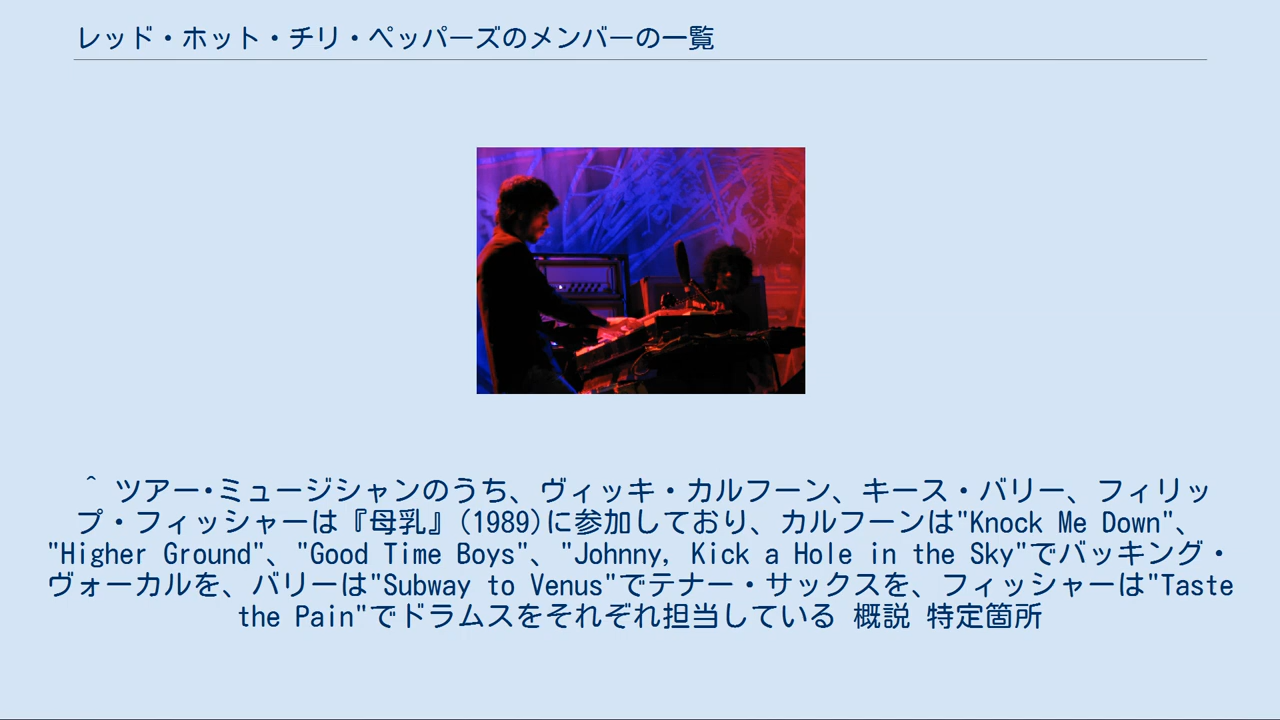 レッド・ホット・チリ・ペッパーズのメンバーの一覧
^ ツアー・ミュージシャンのうち、ヴィッキ・カルフーン、キース・バリー、フィリッ
プ・フィッシャーは『母乳』(1989)に参加しており、カルフーンは"Knock Me Down"、
"Higher Ground"、"Good Time Boys"、"Johnny, Kick a Hole in the Sky"でバッキング・
ヴォーカルを、バリーは"Subway to Venus"でテナー・サックスを、フィッシャーは"Taste
the Pain"でドラムスをそれぞれ担当している 概説 特定箇所